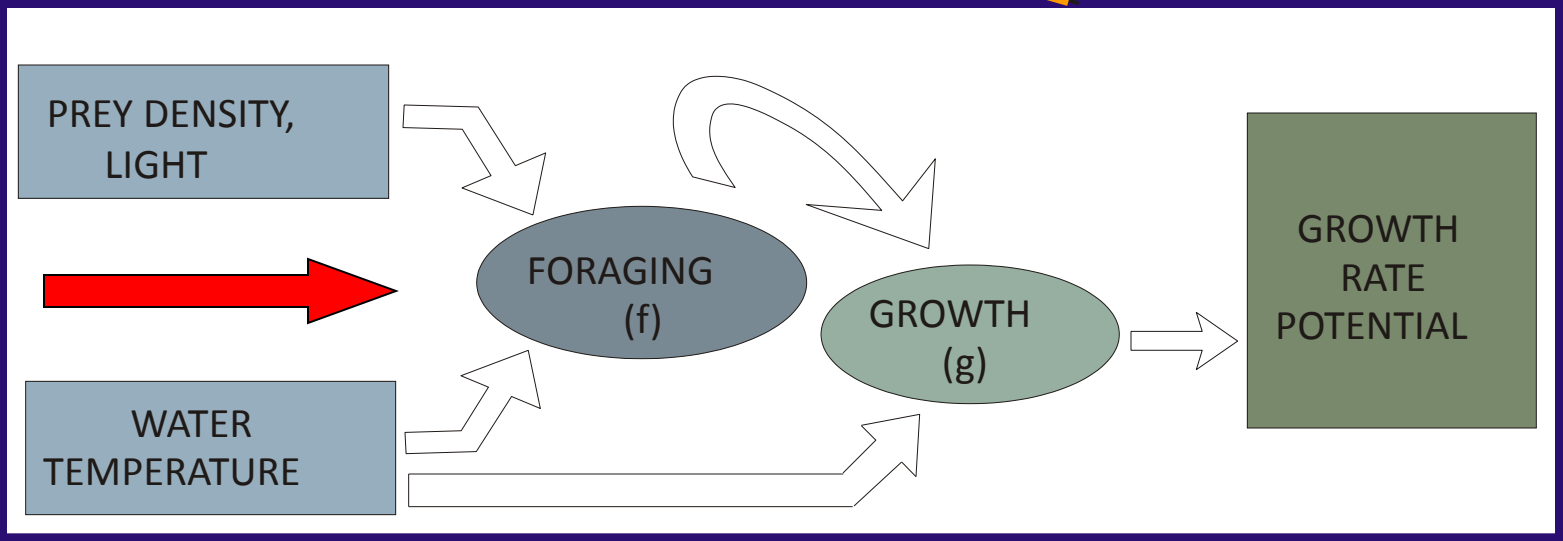 PREY DENSITY,
LIGHT
FORAGING
(f)
WATER
TEMPERATURE
GROWTH
(g)
GROWTH
RATE
POTENTIAL